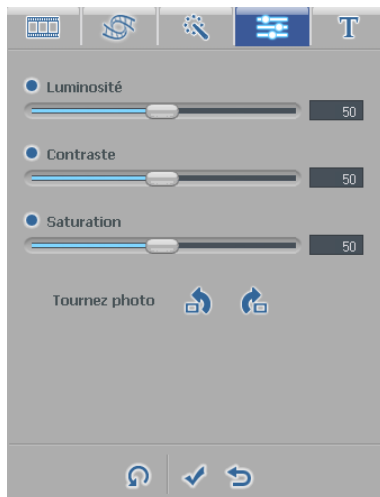 T
Luminosité
50
Contraste
50
Saturation
50
Tournez photo